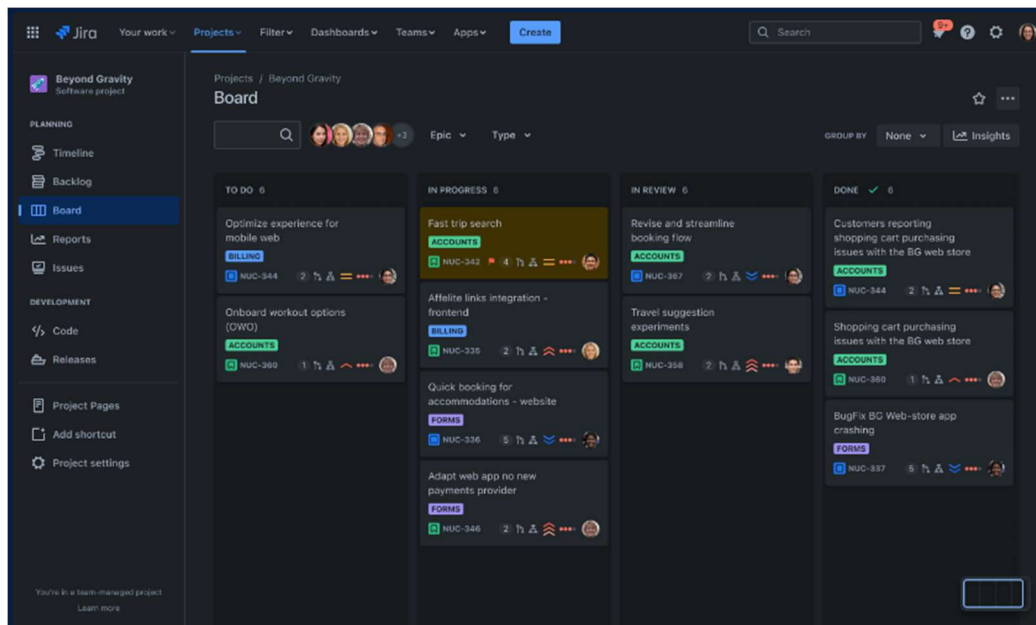 Jira
Your work
Projects
Filter
Dashboards
Teams
Apps
Create
Search
9+
Beyond Gravity
Software project
PLANNING
Timeline
Backlog
Board
Reports
Issues
DEVELOPMENT
Code
Releases
Project Pages
Add shortcut
Project settings
You're in a team-managed project
Learn more
Projects / Beyond Gravity
Board
+3
Epic
Type
GROUP BY
None
Insights
TO DO 6
Optimize experience for
mobile web
BILLING
NUC-344 2
Onboard workout options
(OWO)
ACCOUNTS
NUC-360 1
IN PROGRESS 6
Fast trip search
ACCOUNTS
NUC-342 4
Affelite links integration -
frontend
BILLING
NUC-335 2
Quick booking for
accommodations - website
FORMS
NUC-336 5
Adapt web app no new
payments provider
FORMS
NUC-346 2
IN REVIEW 6
Revise and streamline
booking flow
ACCOUNTS
NUC-367 2
Travel suggestion
experiments
ACCOUNTS
NUC-358 2
DONE 6
Customers reporting
shopping cart purchasing
issues with the BG web store
ACCOUNTS
NUC-344 2
Shopping cart purchasing
issues with the BG web store
ACCOUNTS
NUC-360 1
BugFix BG Web-store app
crashing
FORMS
NUC-337 5